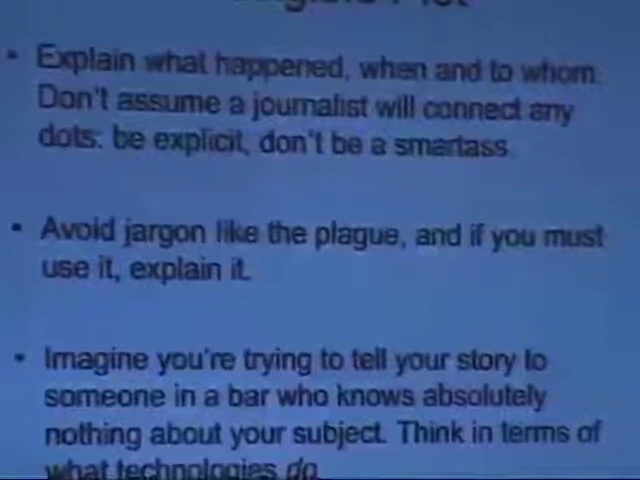 Explain what happened, when and to whom.
Don't assume a journalist will connect any
dots: be explicit, don't be a smartass.
Avoid jargon like the plague, and if you must
use it, explain it.
Imagine you're trying to tell your story to
someone in a bar who knows absolutely
nothing about your subject. Think in terms of
what technologies do.